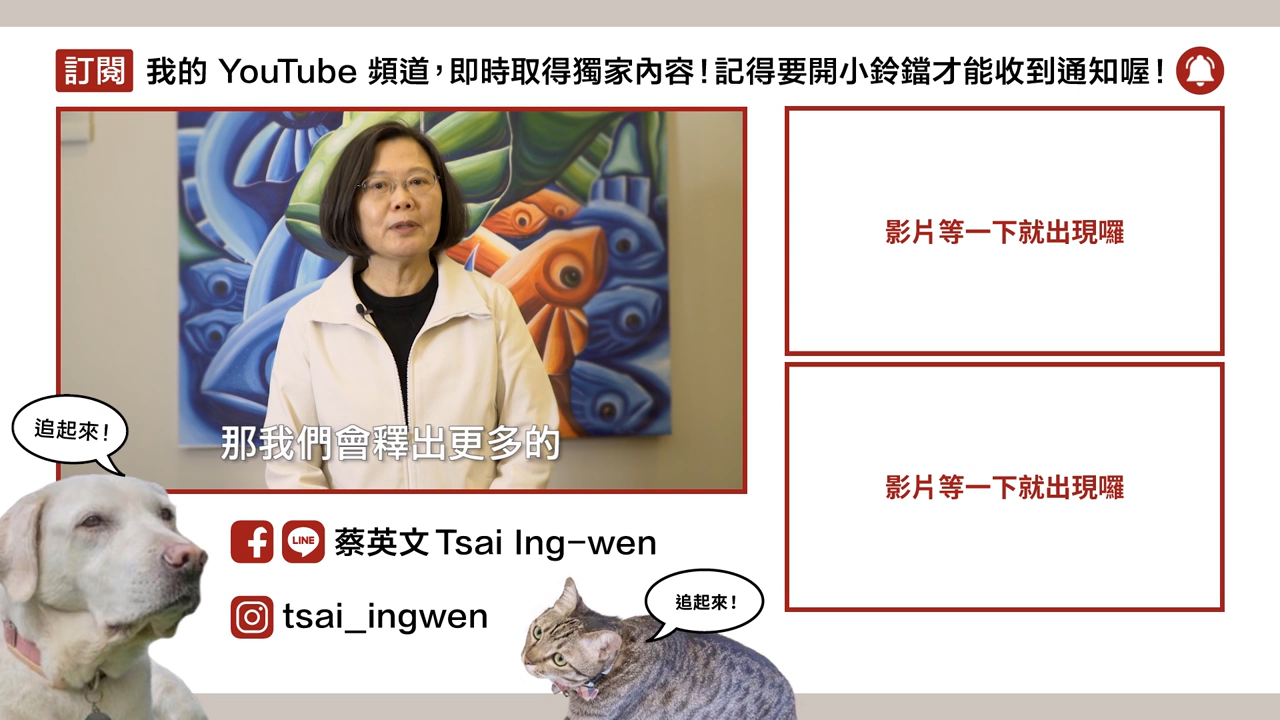 訂閱 我的 YouTube 頻道,即時取得獨家內容!記得要開小鈴鐺才能收到通知喔!
影片等一下就出現囉
那我們會釋出更多的
追起來!
影片等一下就出現囉
LINE 蔡英文 Tsai Ing-wen
追起來!
tsai_ingwen